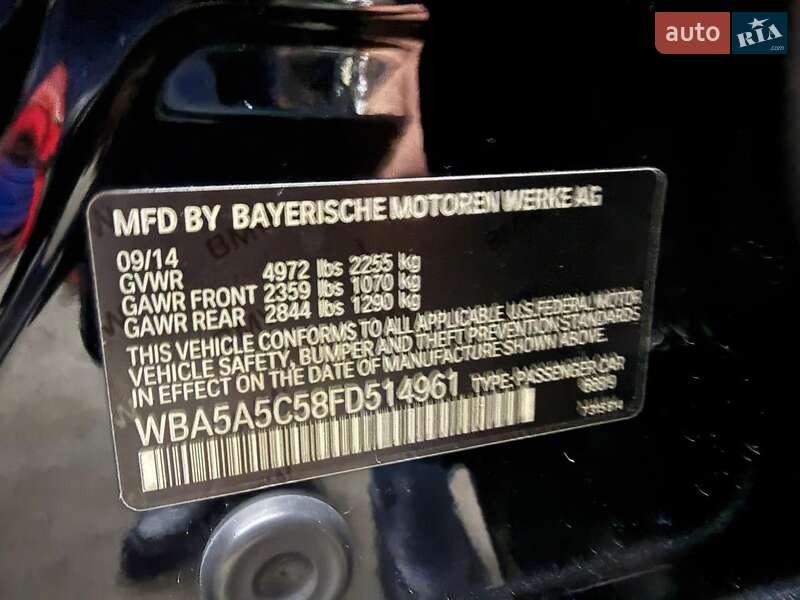 auto RIA.com
MFD BY BAYERISCHE MOTOREN WERKE AG
09/14
GVWR 4972 lbs 2255 kg
GAWR FRONT 2359 lbs 1070 kg
GAWR REAR 2844 lbs 1290 kg
THIS VEHICLE CONFORMS TO ALL APPLICABLE U.S. FEDERAL MOTOR
VEHICLE SAFETY, BUMPER AND THEFT PREVENTION STANDARDS
IN EFFECT ON THE DATE OF MANUFACTURE SHOWN ABOVE.
WBA5A5C58FD514961 TYPE: PASSENGER CAR